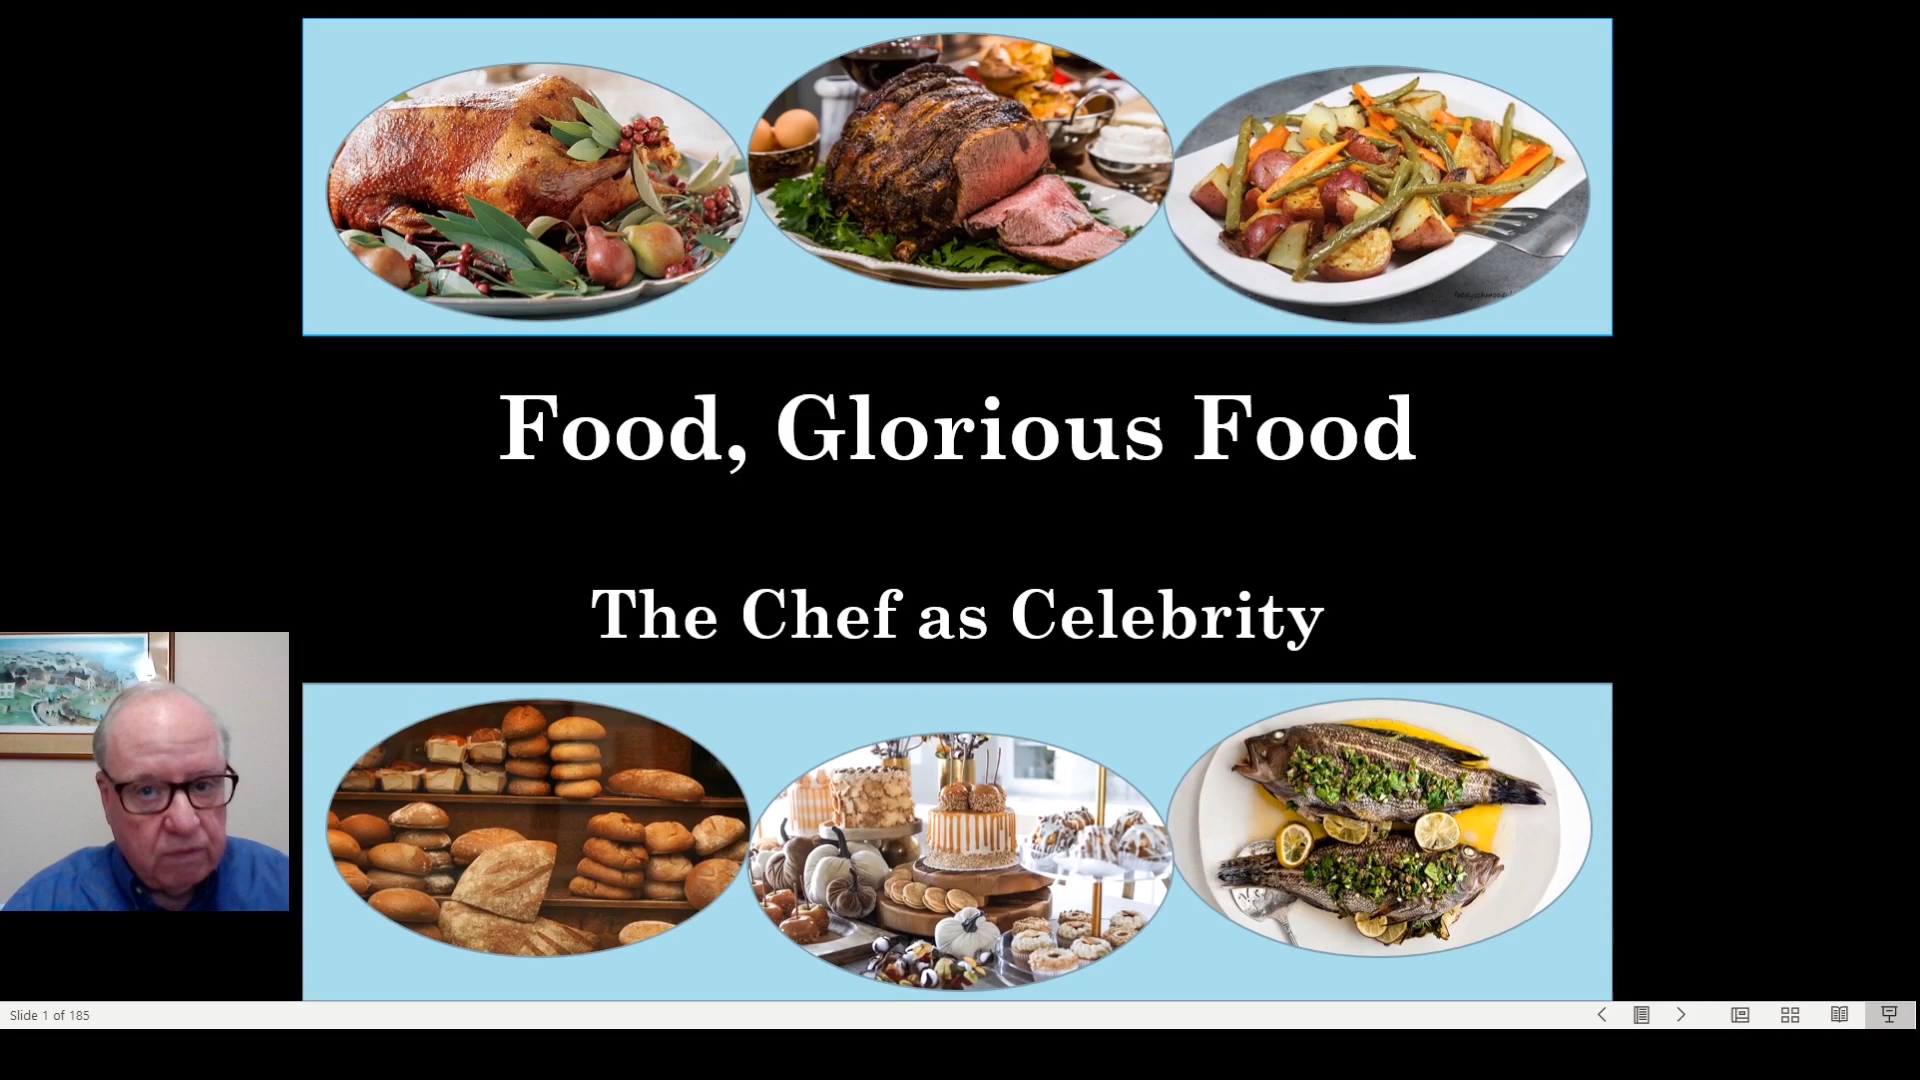 Food, Glorious Food
The Chef as Celebrity
Slide 1 of 185